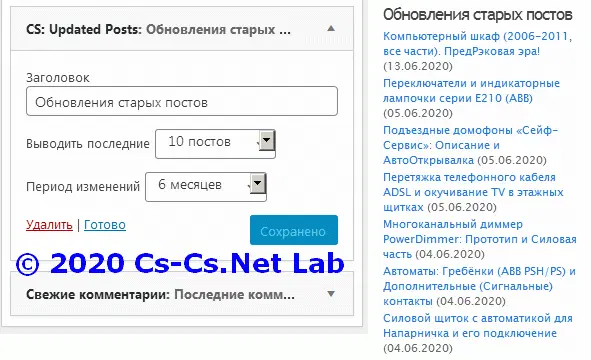 CS: Updated Posts: Обновления старых ...
Заголовок
Обновления старых постов
Выводить последние 10 постов
Период изменений 6 месяцев
Удалить | Готово
Сохранено
© 2020 Cs-Cs.Net Lab
Свежие комментарии: Последние комм...
Обновления старых постов
Компьютерный шкаф (2006-2011,
все части). ПредРэковая эра!
(13.06.2020)
Переключатели и индикаторные
лампочки серии E210 (ABB)
(05.06.2020)
Подъездные домофоны «Сейф-
Сервис»: Описание и
АвтоОткрывалка (05.06.2020)
Перетяжка телефонного кабеля
ADSL и окучивание TV в этажных
щитках (05.06.2020)
Многоканальный диммер
PowerDimmer: Прототип и Силовая
часть (04.06.2020)
Автоматы: Гребёнки (ABB PSH/PS) и
Дополнительные (Сигнальные)
контакты (04.06.2020)
Силовой щиток с автоматикой для
Напарничка и его подключение
(04.06.2020)